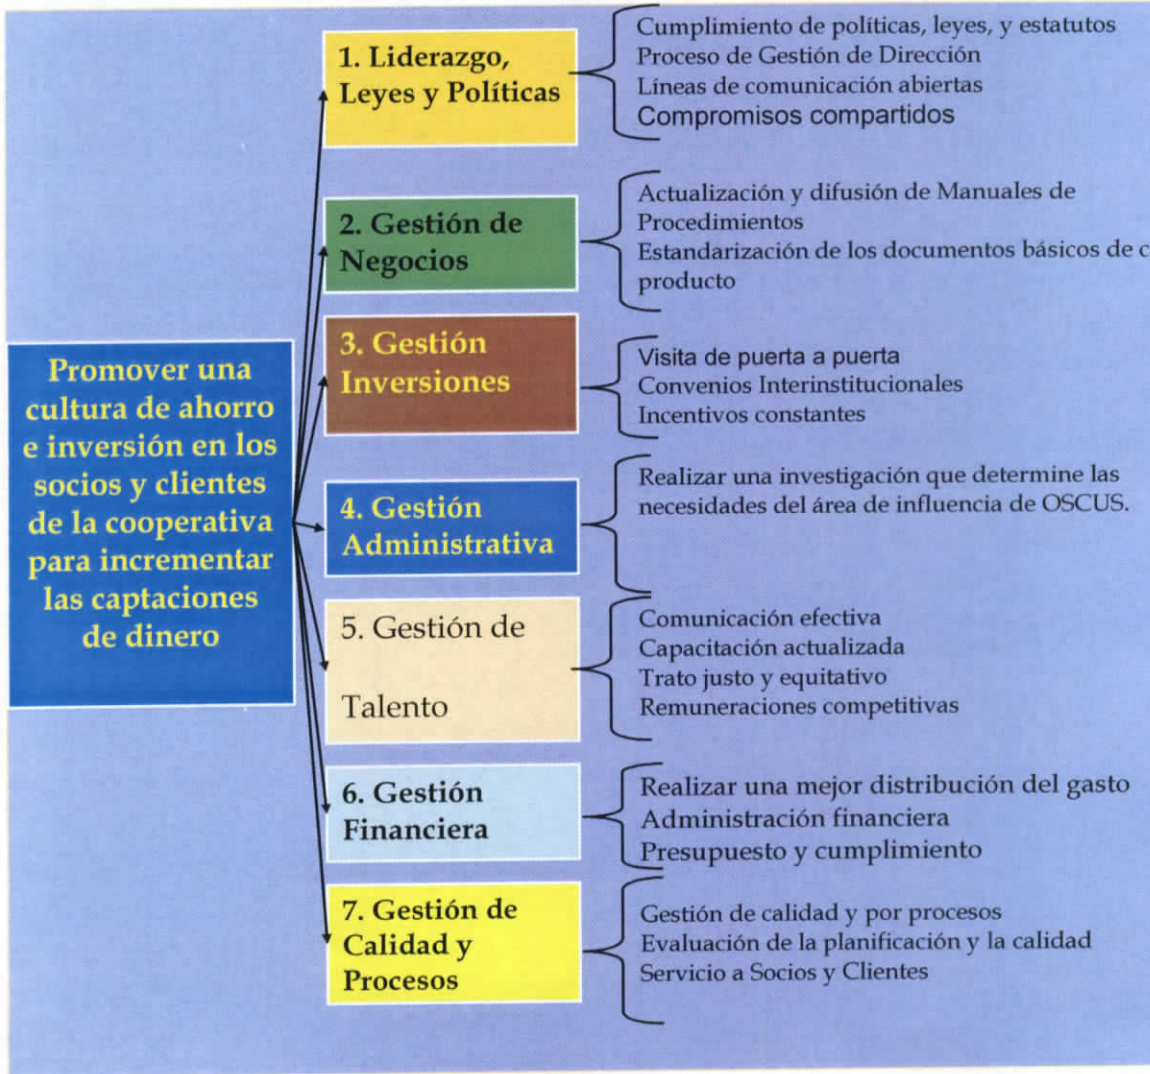 Promover una
cultura de ahorro
e inversión en los
socios y clientes
de la cooperativa
para incrementar
las captaciones
de dinero
1. Liderazgo,
Leyes y Políticas
Cumplimiento de políticas, leyes, y estatutos
Proceso de Gestión de Dirección
Líneas de comunicación abiertas
Compromisos compartidos
2. Gestión de
Negocios
Actualización y difusión de Manuales de
Procedimientos
Estandarización de los documentos básicos de c
producto
3. Gestión
Inversiones
Visita de puerta a puerta
Convenios Interinstitucionales
Incentivos constantes
4. Gestión
Administrativa
Realizar una investigación que determine las
necesidades del área de influencia de OSCUS.
5. Gestión de
Talento
Comunicación efectiva
Capacitación actualizada
Trato justo y equitativo
Remuneraciones competitivas
6. Gestión
Financiera
Realizar una mejor distribución del gasto
Administración financiera
Presupuesto y cumplimiento
7. Gestión de
Calidad y
Procesos
Gestión de calidad y por procesos
Evaluación de la planificación y la calidad
Servicio a Socios y Clientes